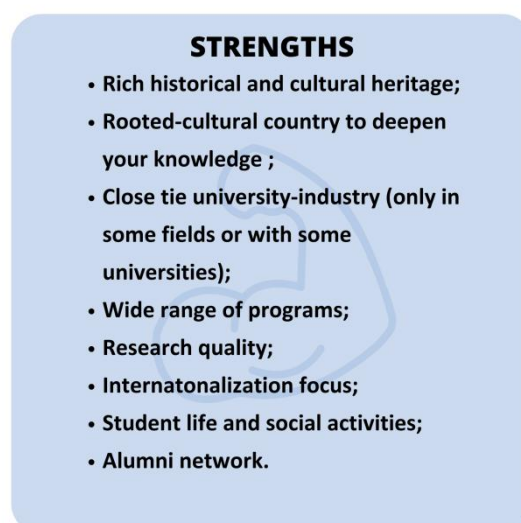 STRENGTHS
• Rich historical and cultural heritage;
• Rooted-cultural country to deepen
your knowledge ;
• Close tie university-industry (only in
some fields or with some
universities);
• Wide range of programs;
• Research quality;
• Internatonalization focus;
• Student life and social activities;
• Alumni network.